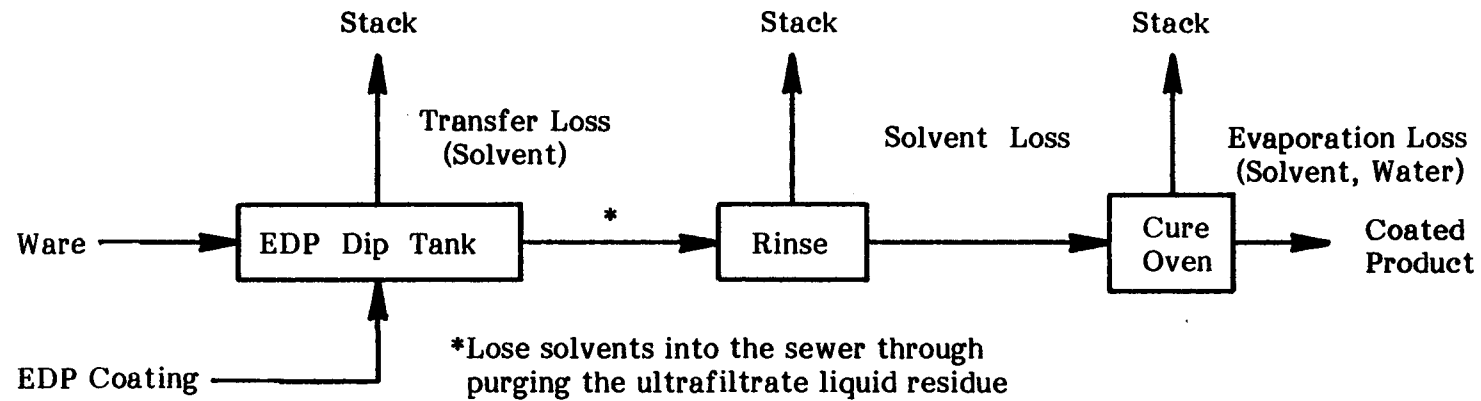 Stack
Stack
Stack
Transfer Loss
(Solvent)
Solvent Loss
Evaporation Loss
(Solvent, Water)
Ware
EDP Dip Tank
*
Rinse
Cure
Oven
Coated
Product
EDP Coating
*Lose solvents into the sewer through
purging the ultrafiltrate liquid residue